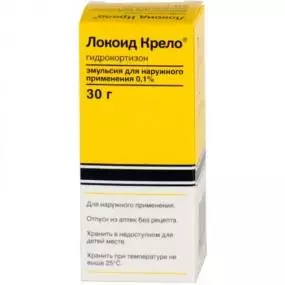 Локоид Крело®
гидрокортизон
эмульсия для наружного
применения 0,1%
30 г
Для наружного применения.
Отпуск из аптек без рецепта.
Хранить в недоступном для
детей месте.
Хранить при температуре не
выше 25°С.